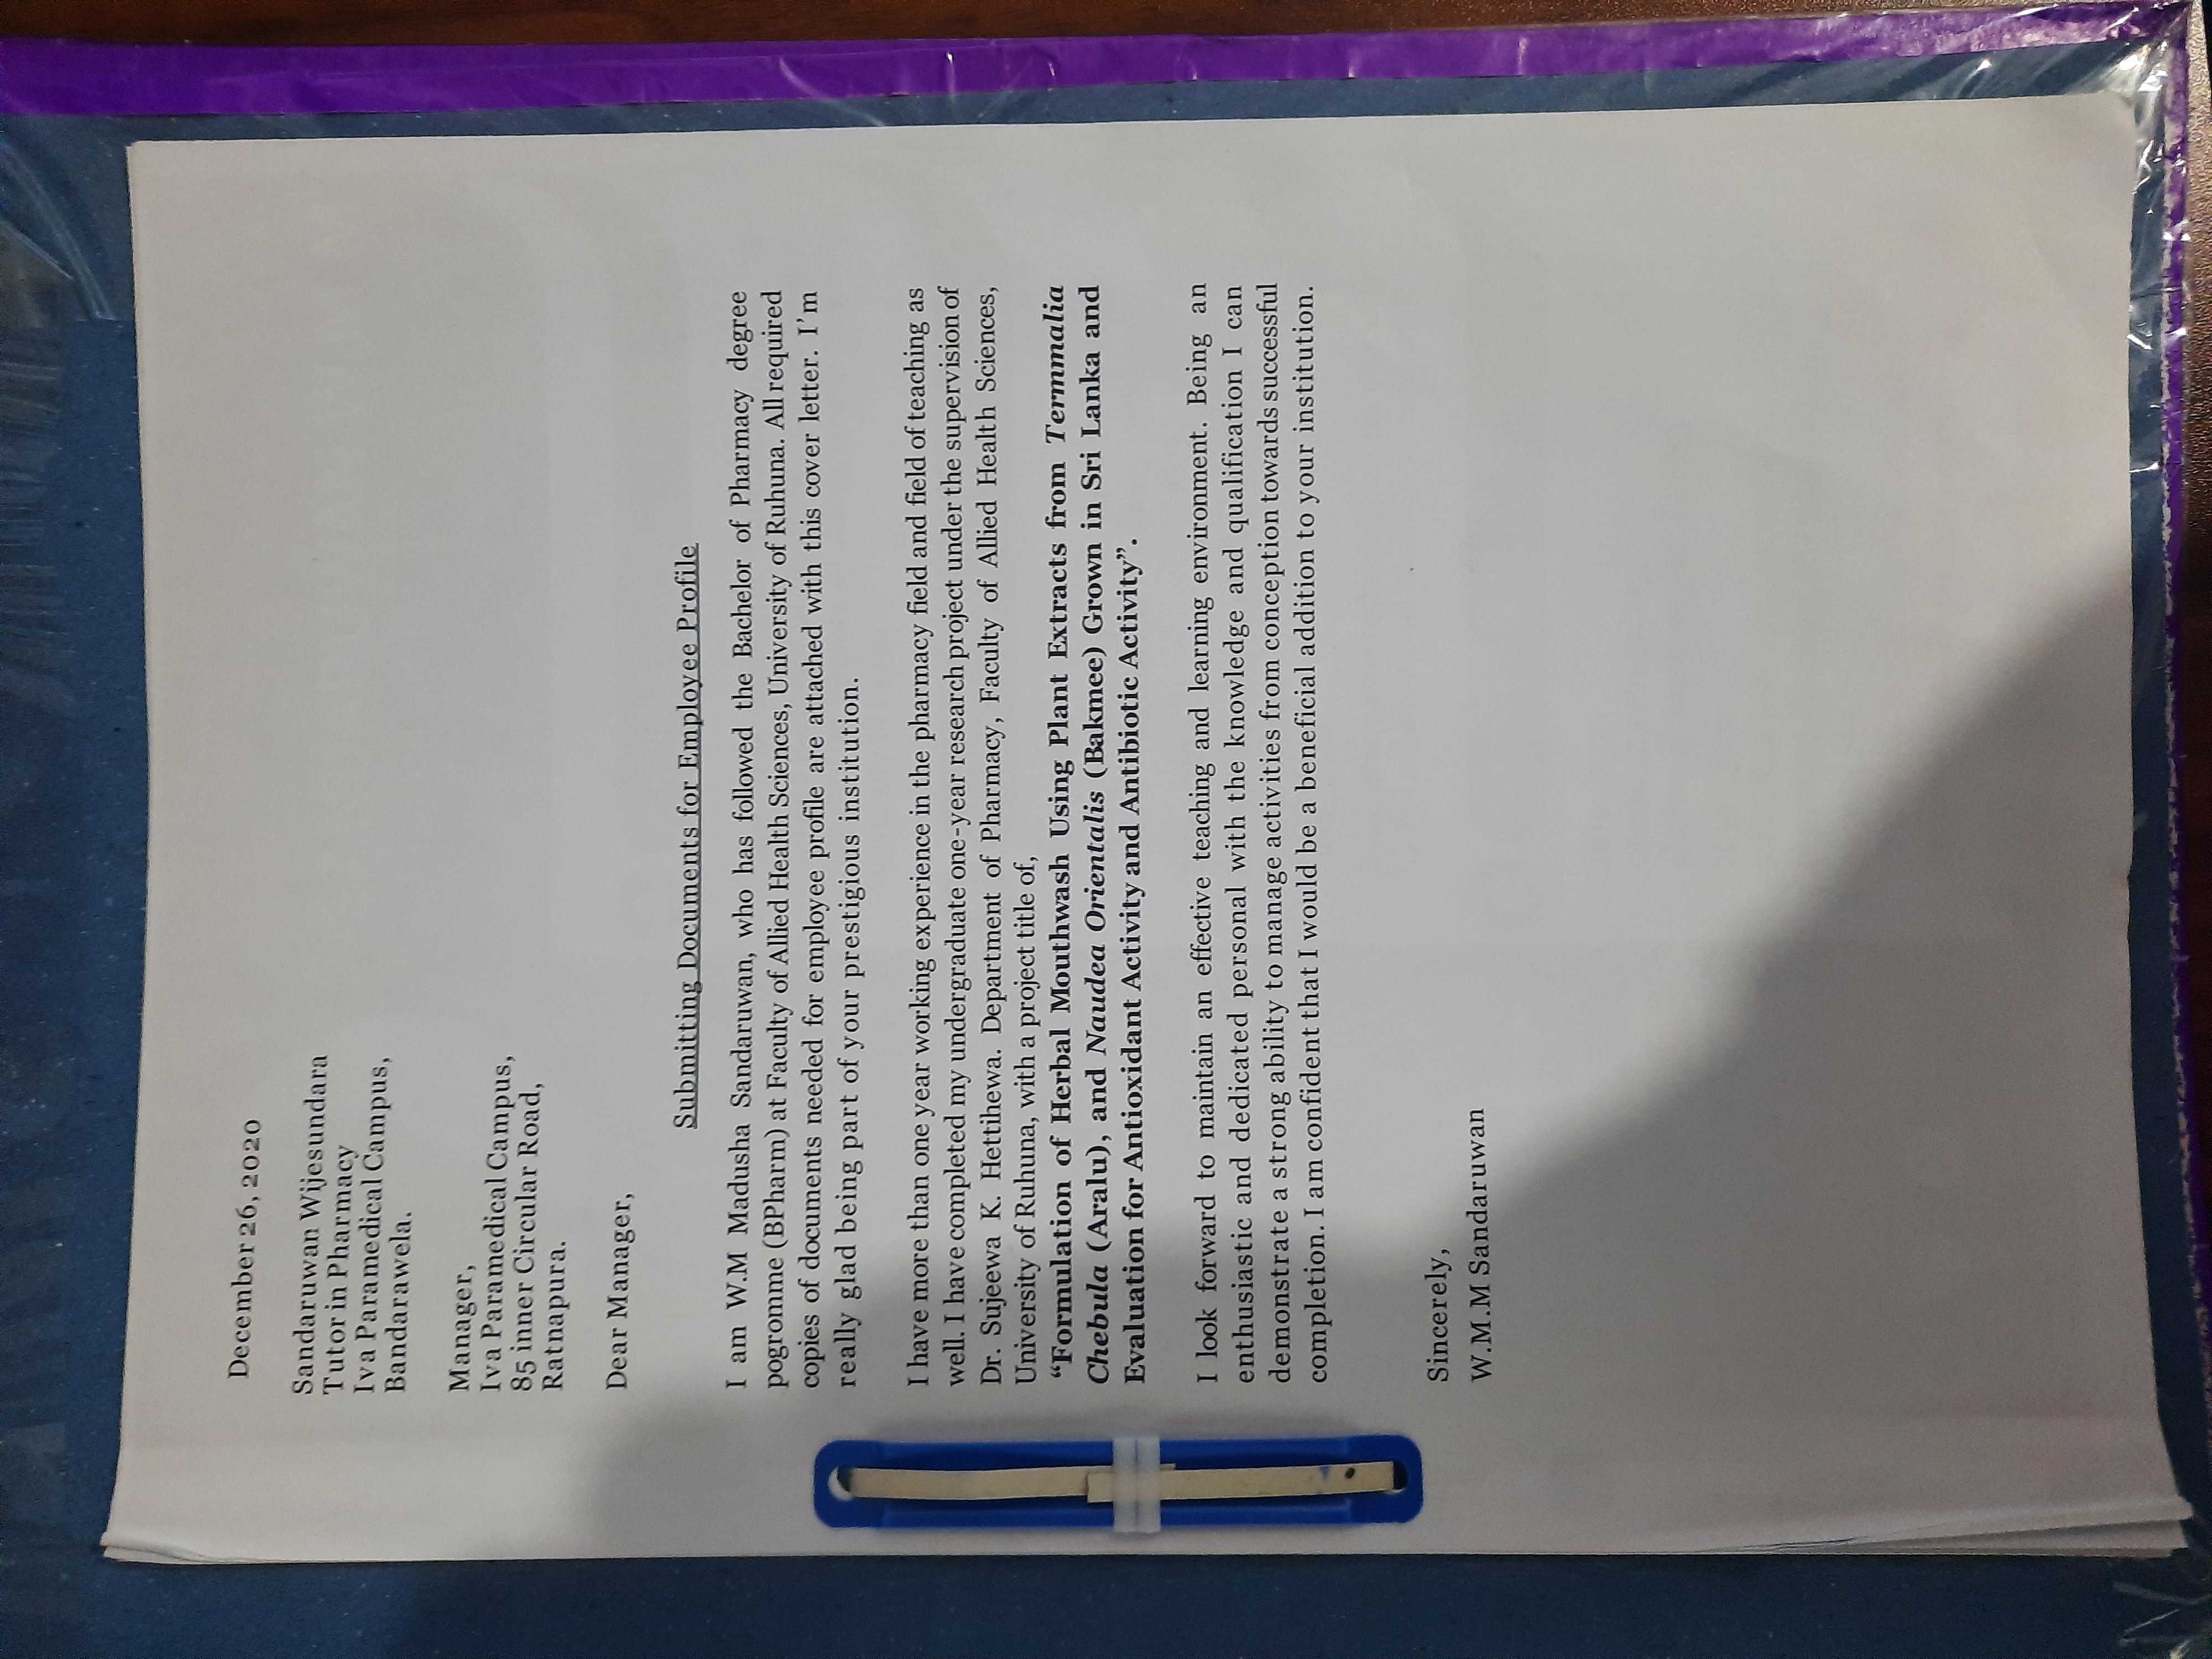 December 26, 2020
Sandaruwan Wijesundara
Tutor in Pharmacy
Iva Paramedical Campus,
Bandarawela.
Manager,
Iva Paramedical Campus,
85 inner Circular Road,
Ratnapura.
Dear Manager,
Submitting Documents for Employee Profile
I am W.M Madusha Sandaruwan, who has followed the Bachelor of Pharmacy degree
pogromme (BPharm) at Faculty of Allied Health Sciences, University of Ruhuna. All required
copies of documents needed for employee profile are attached with this cover letter. I'm
really glad being part of your prestigious institution.
I have more than one year working experience in the pharmacy field and field of teaching as
well. I have completed my undergraduate one-year research project under the supervision of
Dr. Sujeewa K. Hettihewa. Department of Pharmacy, Faculty of Allied Health Sciences,
University of Ruhuna, with a project title of,
“Formulation of Herbal Mouthwash Using Plant Extracts from Termnalia
Chebula (Aralu), and Naudea Orientalis (Bakmee) Grown in Sri Lanka and
Evaluation for Antioxidant Activity and Antibiotic Activity”.
I look forward to maintain an effective teaching and learning environment. Being an
enthusiastic and dedicated personal with the knowledge and qualification I can
demonstrate a strong ability to manage activities from conception towards successful
completion. I am confident that I would be a beneficial addition to your institution.
Sincerely,
W.M.M Sandaruwan